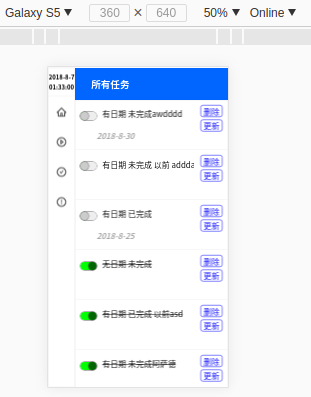 Galaxy S5 ▼ 360 × 640 50% ▼ Online ▼
2018-8-7
01:33:00
所有任务
有日期 未完成awdddd 删除
更新
2018-8-30
有日期 未完成 以前 addda 删除
更新
有日期 已完成 删除
更新
2018-8-25
无日期 未完成 删除
更新
有日期 已完成 以前asd 删除
更新
有日期 未完成阿萨德 删除
更新